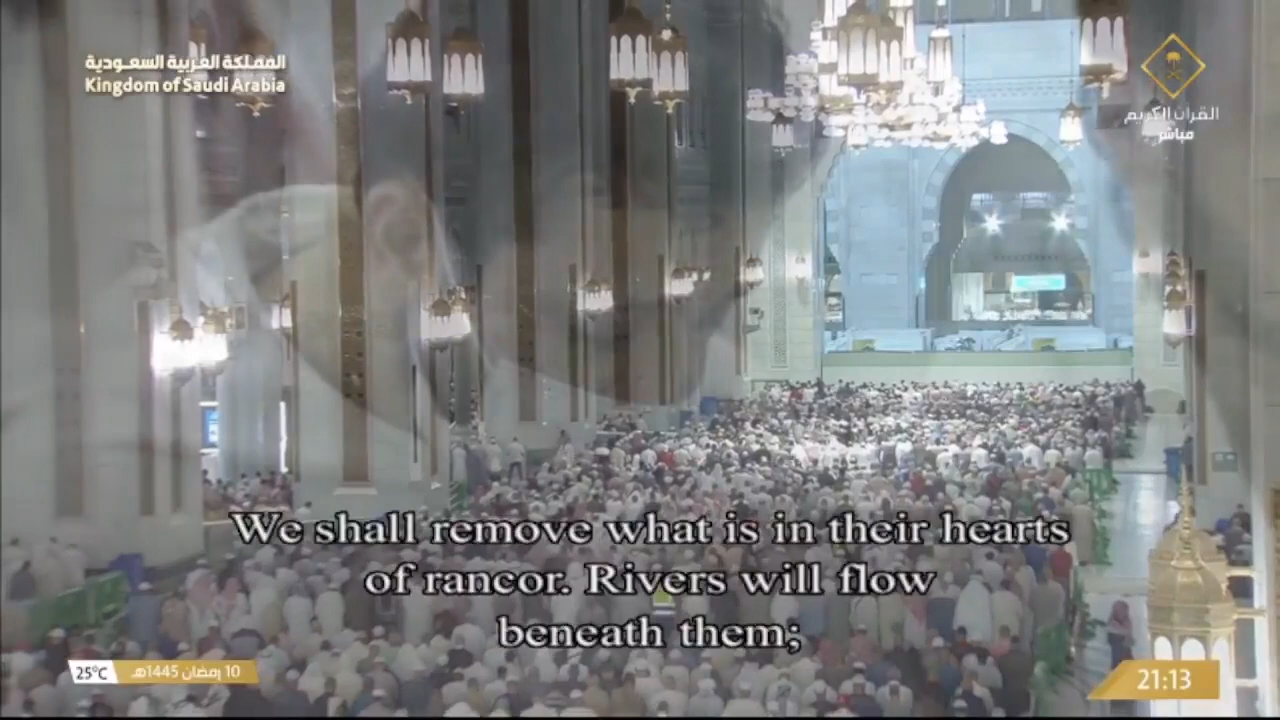 المملكة العربية السعودية
Kingdom of Saudi Arabia
القرآن الكريم
مباشر
We shall remove what is in their hearts
of rancor. Rivers will flow
beneath them;
25°C
10 رمضان 1445هـ
21:13